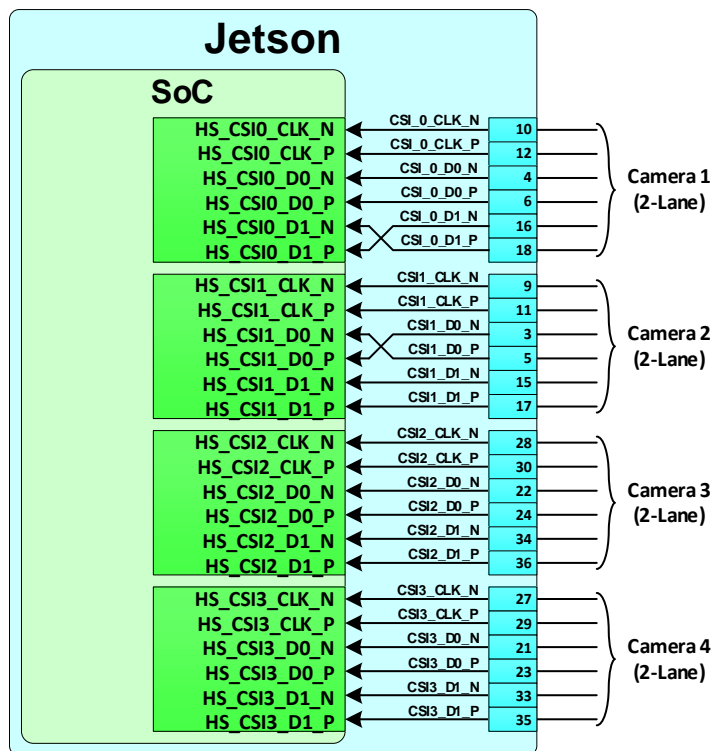 Jetson
SoC
HS_CSI0_CLK_N CSI_0_CLK_N 10
HS_CSI0_CLK_P CSI_0_CLK_P 12
HS_CSI0_D0_N CSI_0_D0_N 4
HS_CSI0_D0_P CSI_0_D0_P 6
HS_CSI0_D1_N CSI_0_D1_N 16
HS_CSI0_D1_P CSI_0_D1_P 18
Camera 1
(2-Lane)
HS_CSI1_CLK_N CSI1_CLK_N 9
HS_CSI1_CLK_P CSI1_CLK_P 11
HS_CSI1_D0_N CSI1_D0_N 3
HS_CSI1_D0_P CSI1_D0_P 5
HS_CSI1_D1_N CSI1_D1_N 15
HS_CSI1_D1_P CSI1_D1_P 17
Camera 2
(2-Lane)
HS_CSI2_CLK_N CSI2_CLK_N 28
HS_CSI2_CLK_P CSI2_CLK_P 30
HS_CSI2_D0_N CSI2_D0_N 22
HS_CSI2_D0_P CSI2_D0_P 24
HS_CSI2_D1_N CSI2_D1_N 34
HS_CSI2_D1_P CSI2_D1_P 36
Camera 3
(2-Lane)
HS_CSI3_CLK_N CSI3_CLK_N 27
HS_CSI3_CLK_P CSI3_CLK_P 29
HS_CSI3_D0_N CSI3_D0_N 21
HS_CSI3_D0_P CSI3_D0_P 23
HS_CSI3_D1_N CSI3_D1_N 33
HS_CSI3_D1_P CSI3_D1_P 35
Camera 4
(2-Lane)